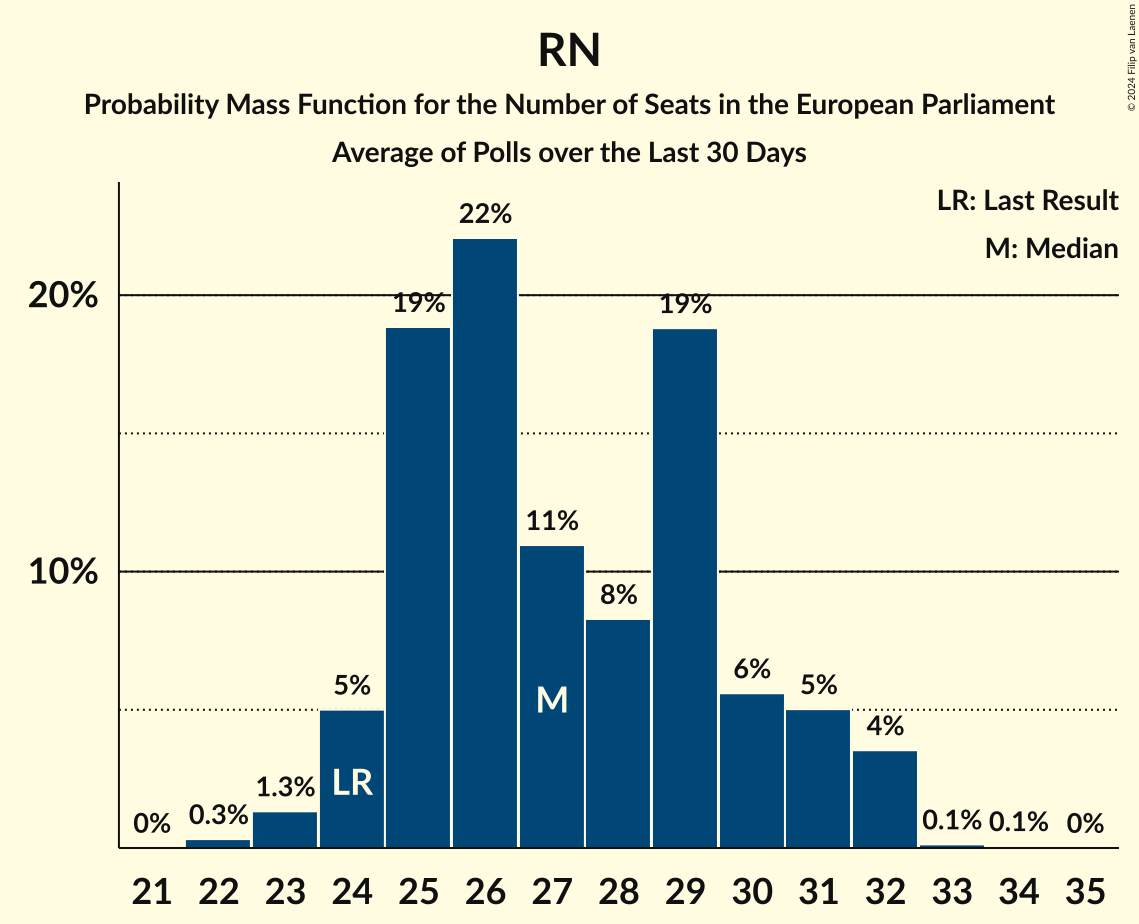 RN
Probability Mass Function for the Number of Seats in the European Parliament
Average of Polls over the Last 30 Days
© 2024 Filip van Laenen
LR: Last Result
M: Median
20%
10%
0%
0.3%
1.3%
5%
19%
22%
11%
8%
19%
6%
5%
4%
0.1%
0.1%
0%
LR
M
21 22 23 24 25 26 27 28 29 30 31 32 33 34 35